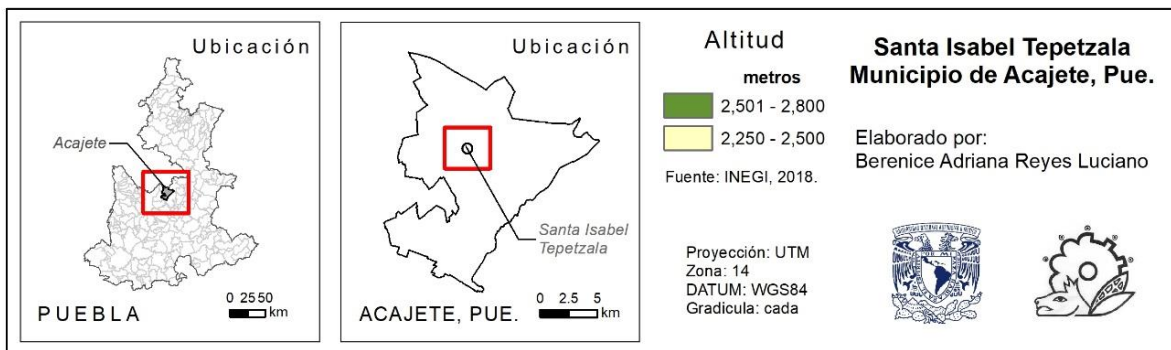 Ubicación
Acajete
PUEBLA
0 25 50
km
Ubicación
Santa Isabel
Tepetzala
ACAJETE, PUE.
0 2.5 5
km
Altitud
metros
2,501 - 2,800
2,250 - 2,500
Fuente: INEGI, 2018.
Proyección: UTM
Zona: 14
DATUM: WGS84
Gradicula: cada
Santa Isabel Tepetzala
Municipio de Acajete, Pue.
Elaborado por:
Berenice Adriana Reyes Luciano